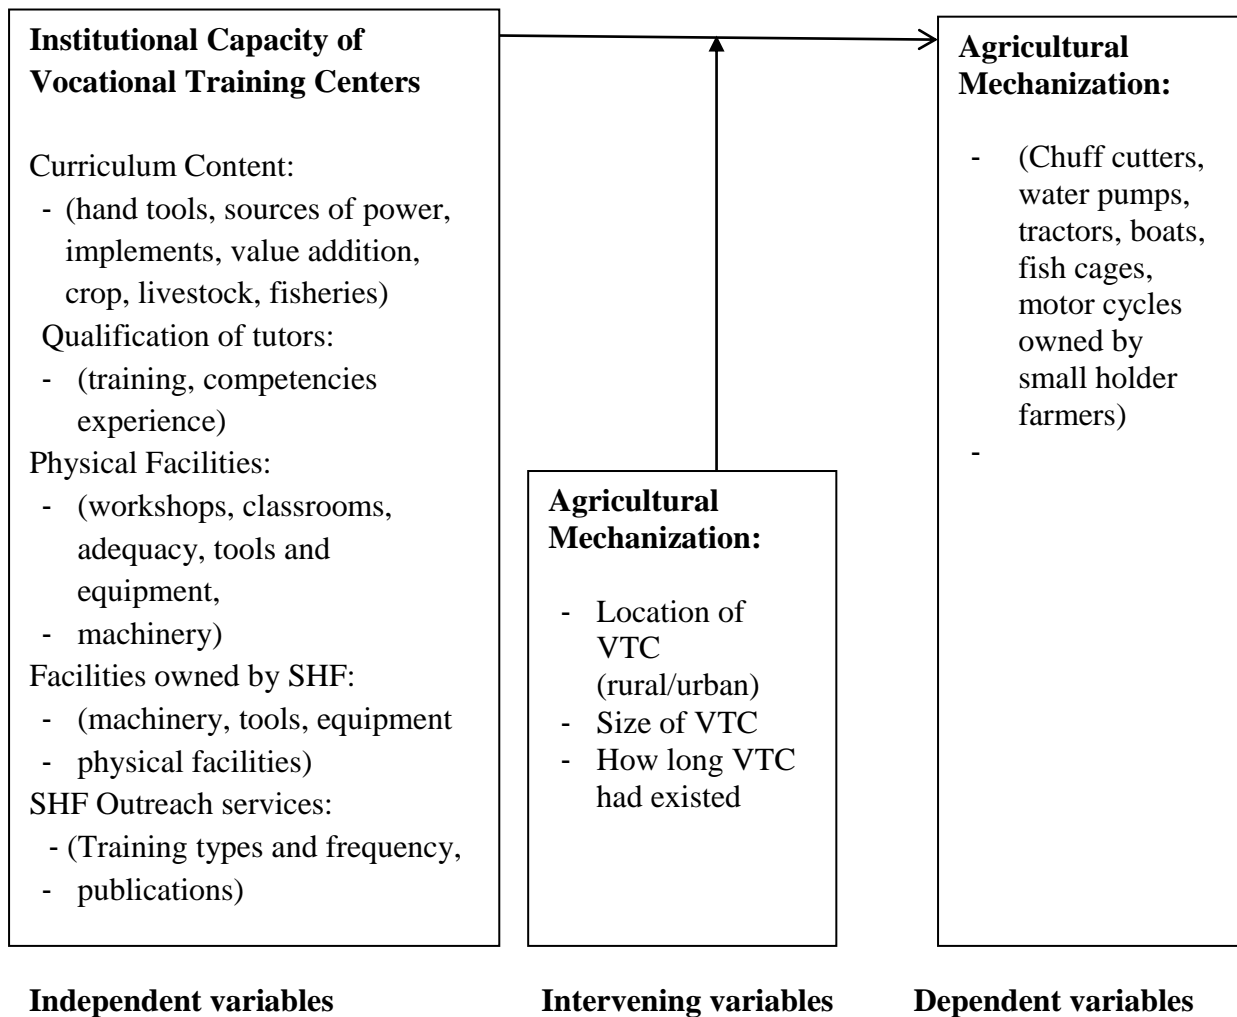 Institutional Capacity of
Vocational Training Centers
Curriculum Content:
- (hand tools, sources of power,
implements, value addition,
crop, livestock, fisheries)
Qualification of tutors:
- (training, competencies
experience)
Physical Facilities:
- (workshops, classrooms,
adequacy, tools and
equipment,
- machinery)
Facilities owned by SHF:
- (machinery, tools, equipment
- physical facilities)
SHF Outreach services:
- (Training types and frequency,
- publications)
Agricultural
Mechanization:
- Location of
VTC
(rural/urban)
- Size of VTC
- How long VTC
had existed
Agricultural
Mechanization:
- (Chuff cutters,
water pumps,
tractors, boats,
fish cages,
motor cycles
owned by
small holder
farmers)
-
Independent variables
Intervening variables
Dependent variables